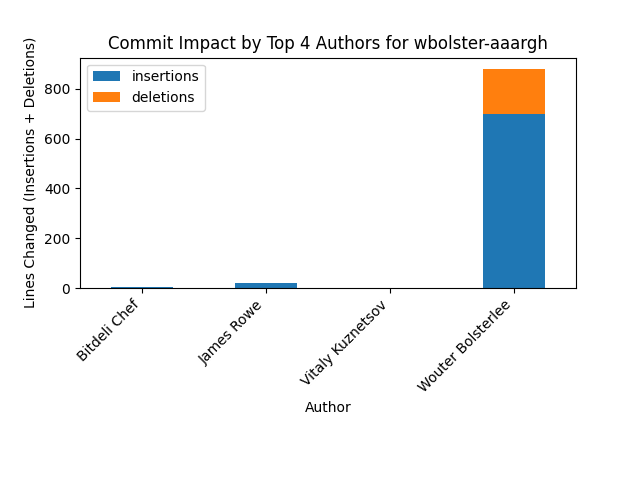 Commit Impact by Top 4 Authors for wbolster-aaargh
insertions
deletions
Lines Changed (Insertions + Deletions)
800
600
400
200
0
Bitdeli Chef
James Rowe
Vitaly Kuznetsov
Wouter Bolsterlee
Author